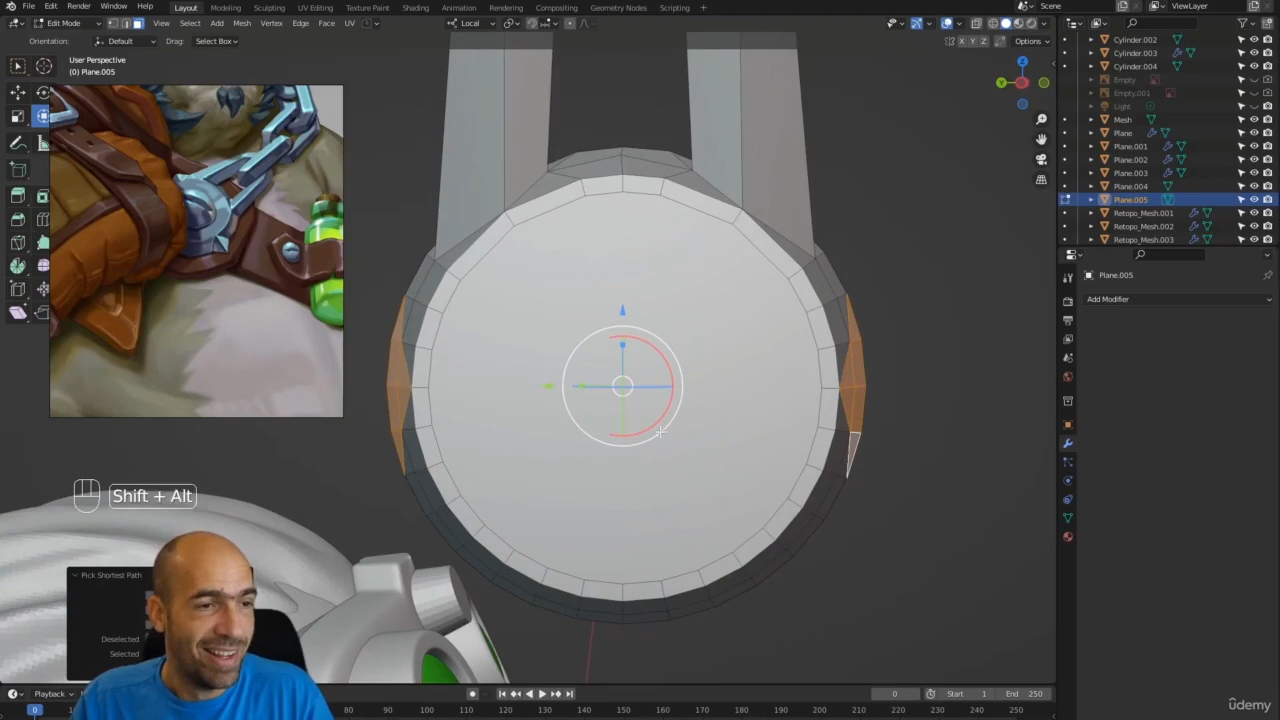 File Edit Render Window Help Layout Modeling Sculpting UV Editing Texture Paint Shading Animation Rendering Compositing Geometry Nodes Scripting + Scene ViewLayer
Edit Mode View Select Add Mesh Vertex Edge Face UV Local
Orientation: Default Drag: Select Box X Y Z Options
User Perspective
(0) Plane.005
Cylinder.002
Cylinder.003
Cylinder.004
Empty
Empty.001
Light
Mesh
Plane
Plane.001
Plane.002
Plane.003
Plane.004
Plane.005
Retopo_Mesh.001
Retopo_Mesh.002
Retopo_Mesh.003
Plane.005
Add Modifier
Z
Y
Shift + Alt
Pick Shortest Path
Deselected
Selected
Playback 0 Start 1 End 250
0 80 90 100 110 120 130 140 150 160 170 180 190 200 210 220 230 240 250
ûdemy